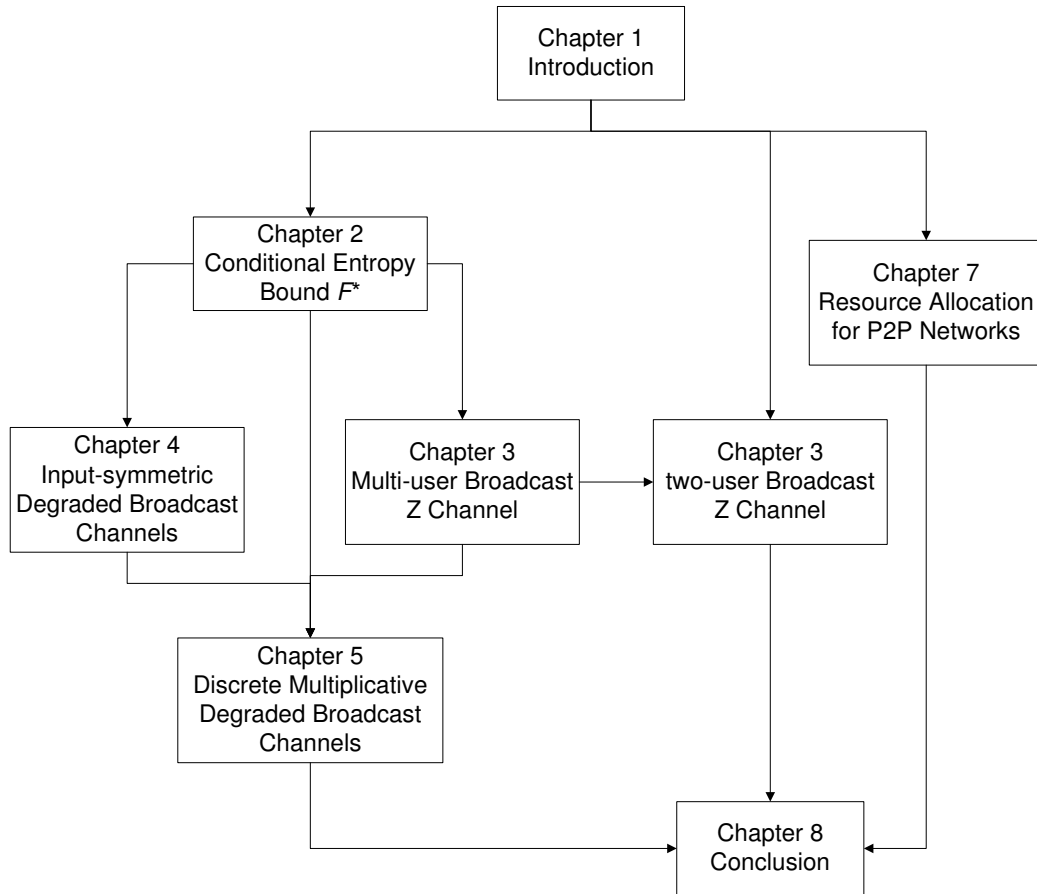 Chapter 1
Introduction
Chapter 2
Conditional Entropy
Bound F*
Chapter 7
Resource Allocation
for P2P Networks
Chapter 4
Input-symmetric
Degraded Broadcast
Channels
Chapter 3
Multi-user Broadcast
Z Channel
Chapter 3
two-user Broadcast
Z Channel
Chapter 5
Discrete Multiplicative
Degraded Broadcast
Channels
Chapter 8
Conclusion